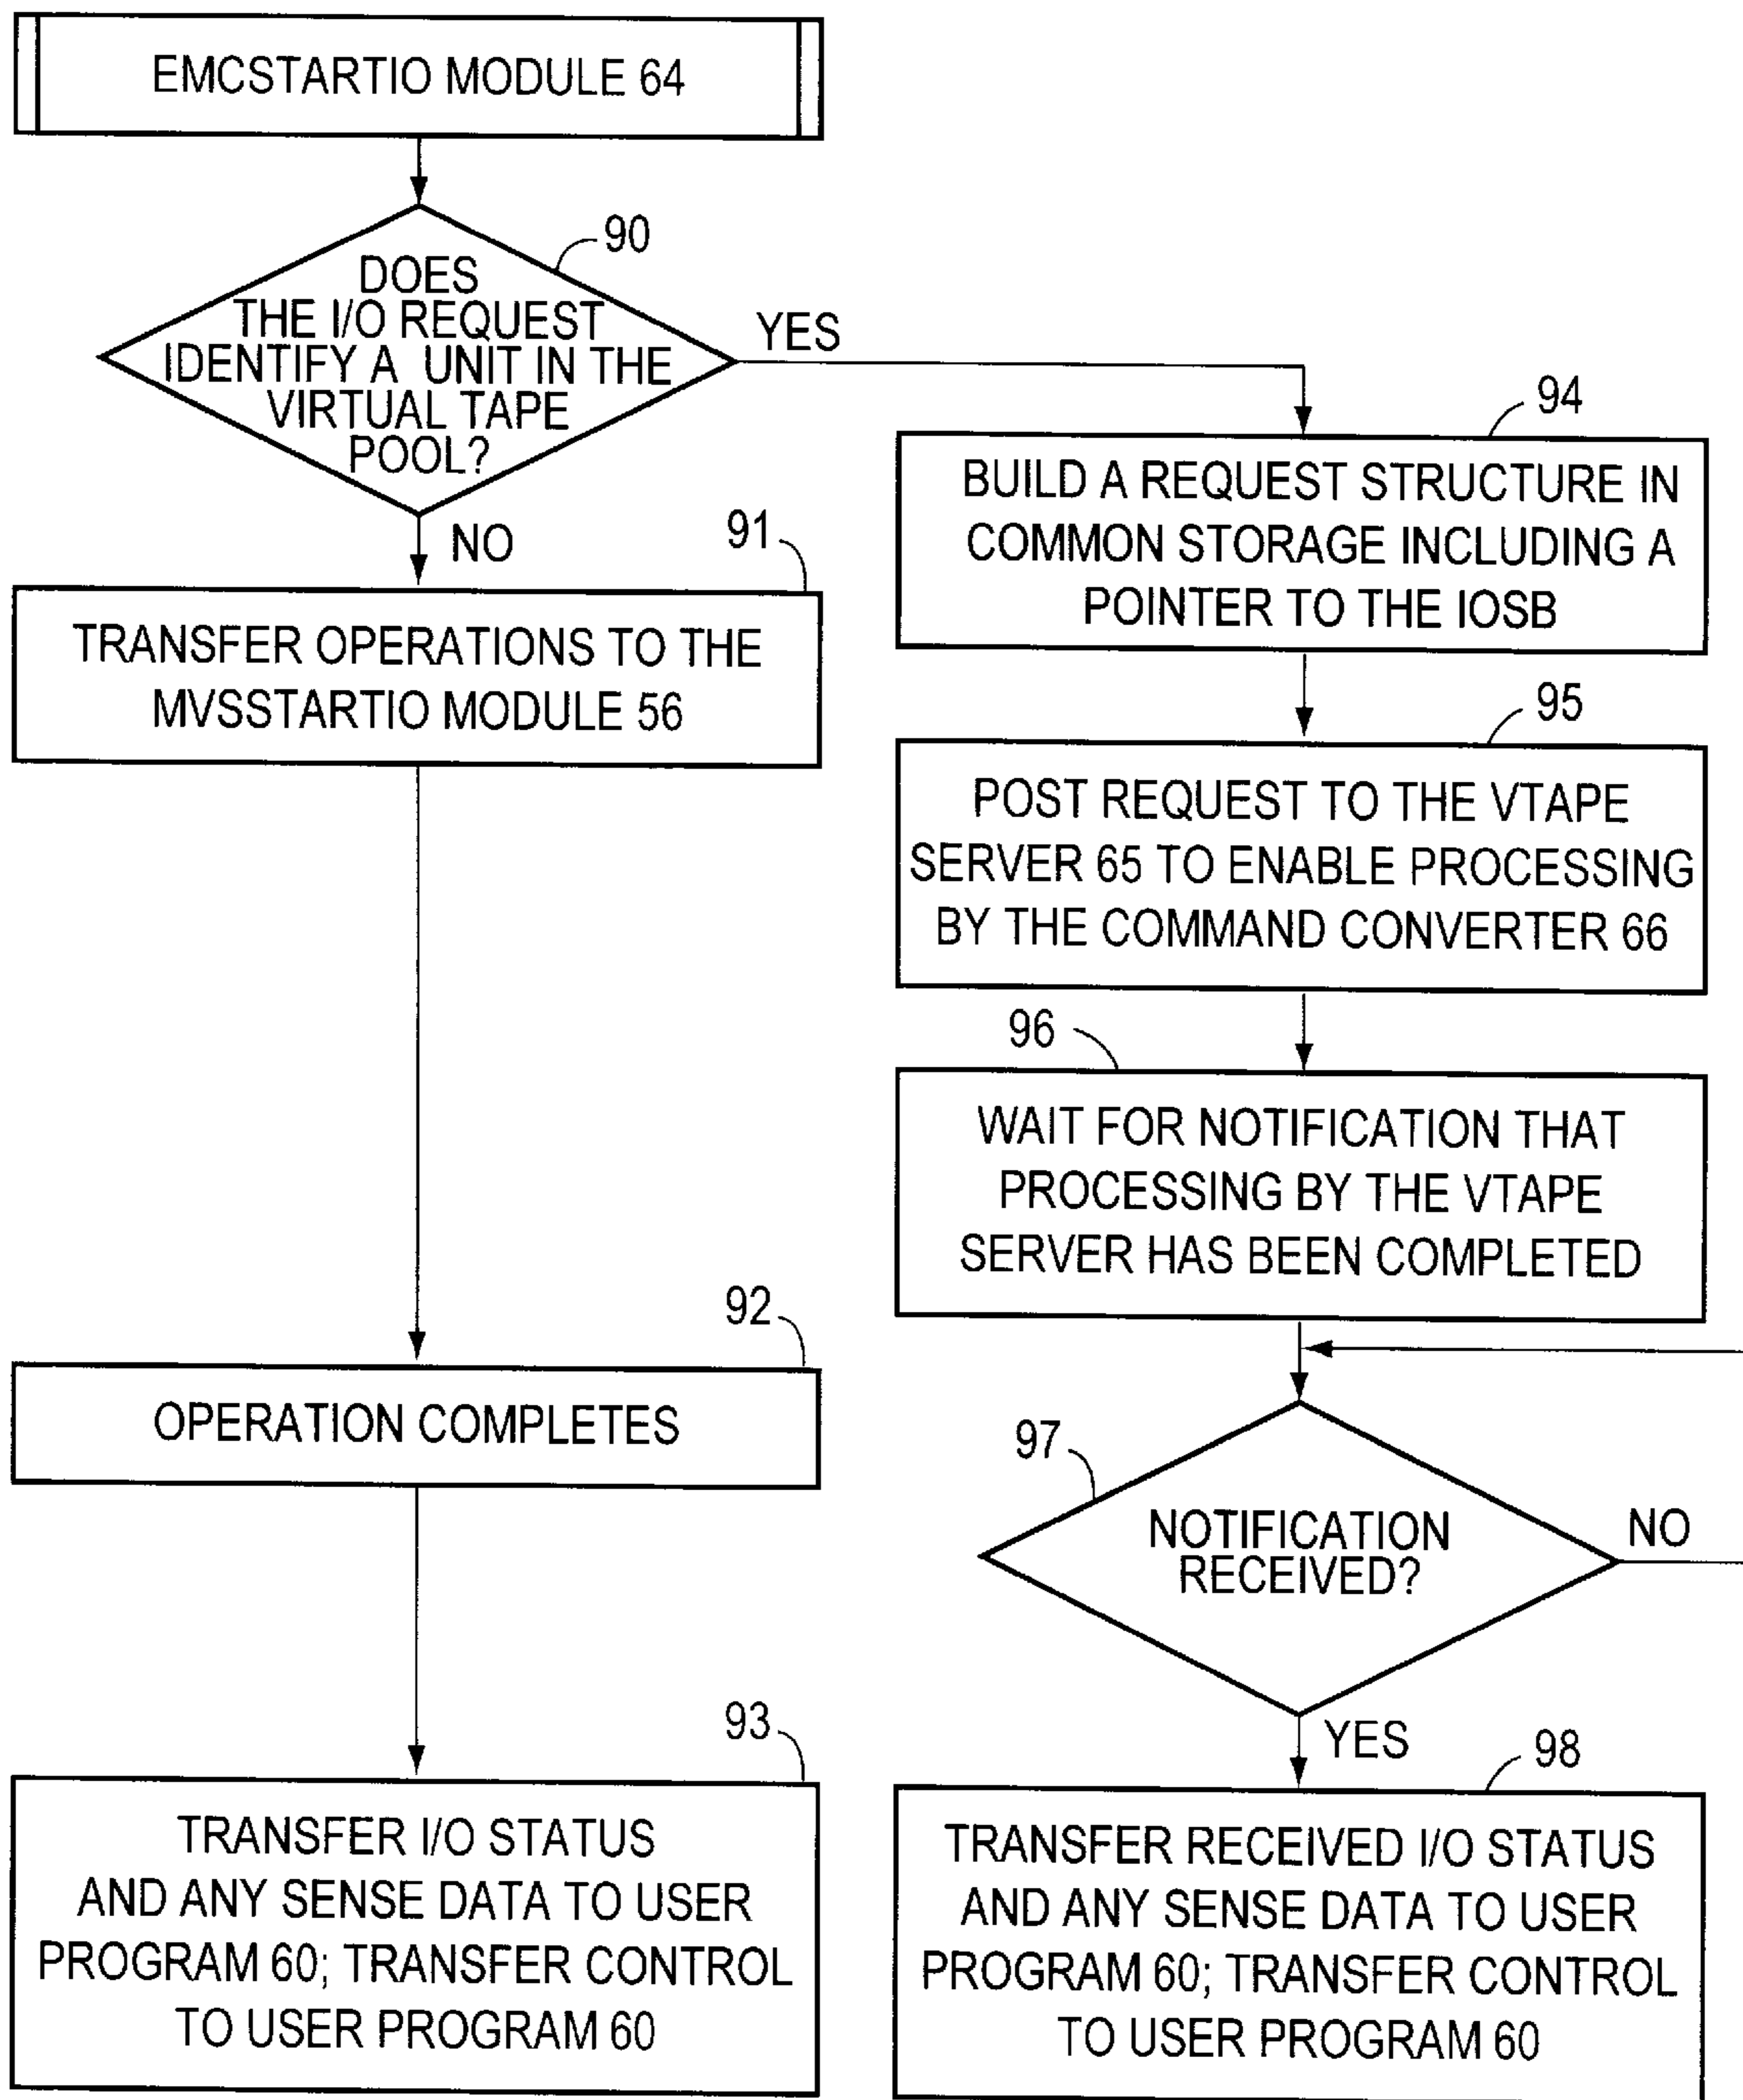 EMCSTARTIO MODULE 64
90
DOES
THE I/O REQUEST
IDENTIFY A UNIT IN THE
VIRTUAL TAPE
POOL?
YES
NO
91
TRANSFER OPERATIONS TO THE
MVSSTARTIO MODULE 56
92
OPERATION COMPLETES
93
TRANSFER I/O STATUS
AND ANY SENSE DATA TO USER
PROGRAM 60; TRANSFER CONTROL
TO USER PROGRAM 60
94
BUILD A REQUEST STRUCTURE IN
COMMON STORAGE INCLUDING A
POINTER TO THE IOSB
95
POST REQUEST TO THE VTAPE
SERVER 65 TO ENABLE PROCESSING
BY THE COMMAND CONVERTER 66
96
WAIT FOR NOTIFICATION THAT
PROCESSING BY THE VTAPE
SERVER HAS BEEN COMPLETED
97
NOTIFICATION
RECEIVED?
NO
YES
98
TRANSFER RECEIVED I/O STATUS
AND ANY SENSE DATA TO USER
PROGRAM 60; TRANSFER CONTROL
TO USER PROGRAM 60